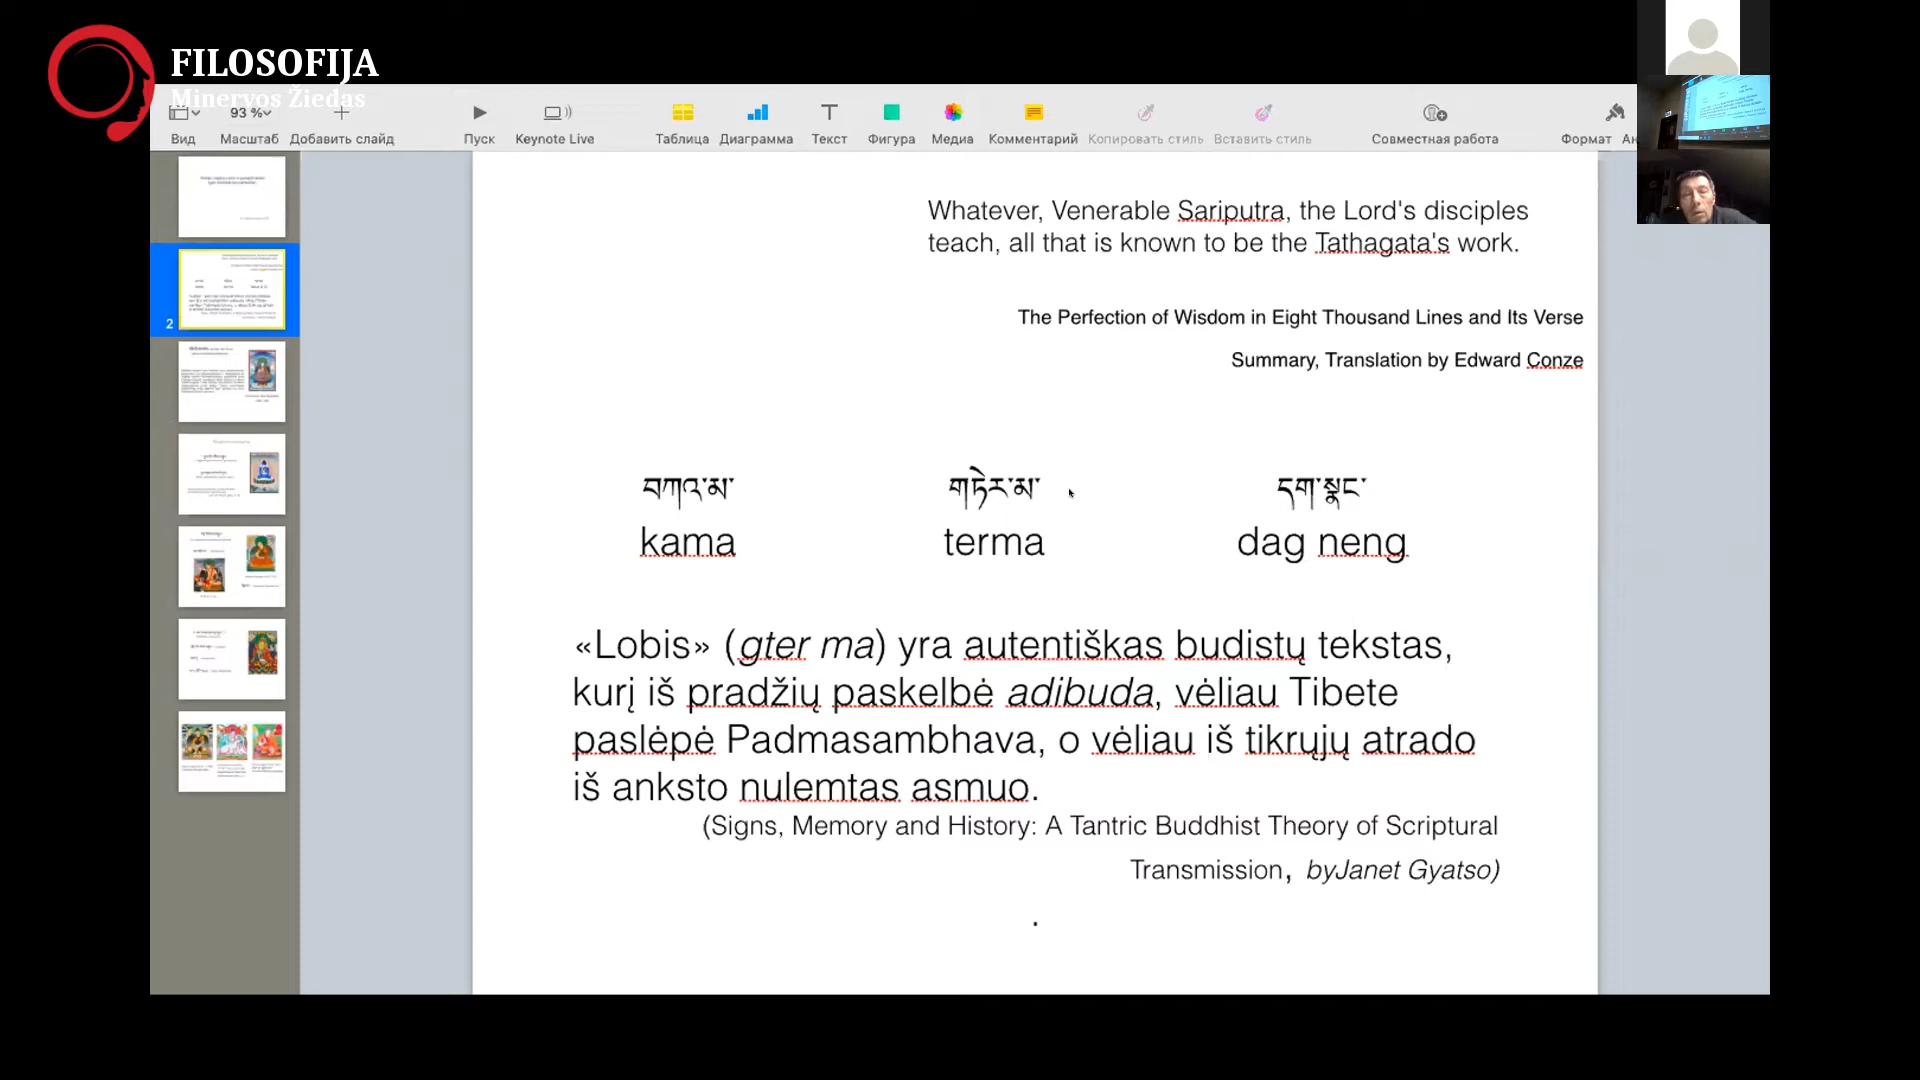 FILOSOFIJA
Minervos Žiedas
93 %
Вид
Масштаб
Добавить слайд
Пуск
Keynote Live
Таблица
Диаграмма
Текст
Фигура
Медиа
Комментарий
Копировать стиль
Вставить стиль
Совместная работа
Формат
2
Whatever, Venerable Sariputra, the Lord's disciples
teach, all that is known to be the Tathagata's work.
The Perfection of Wisdom in Eight Thousand Lines and Its Verse
Summary, Translation by Edward Conze
བཀའ་མ་ གཏེར་མ་ དག་སྣང་
kama terma dag neng
«Lobis» (gter ma) yra autentiškas budistų tekstas,
kurį iš pradžių paskelbė adibuda, vėliau Tibete
paslėpė Padmasambhava, o vėliau iš tikrųjų atrado
iš anksto nulemtas asmuo.
(Signs, Memory and History: A Tantric Buddhist Theory of Scriptural
Transmission, byJanet Gyatso)
.